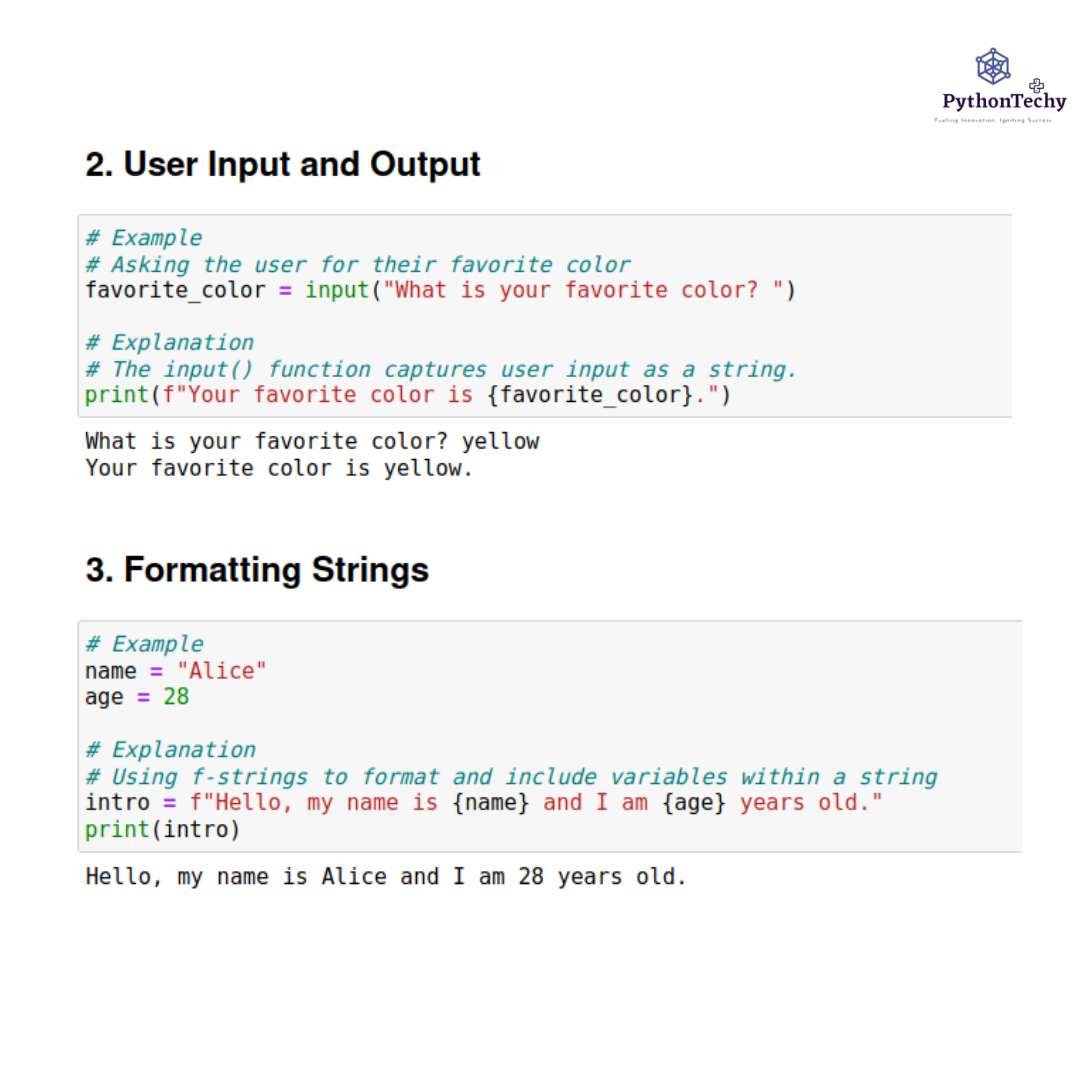 PythonTechy
Fueling Innovation, Igniting Success
2. User Input and Output
# Example
# Asking the user for their favorite color
favorite_color = input("What is your favorite color? ")
# Explanation
# The input() function captures user input as a string.
print(f"Your favorite color is {favorite_color}.")
What is your favorite color? yellow
Your favorite color is yellow.
3. Formatting Strings
# Example
name = "Alice"
age = 28
# Explanation
# Using f-strings to format and include variables within a string
intro = f"Hello, my name is {name} and I am {age} years old."
print(intro)
Hello, my name is Alice and I am 28 years old.